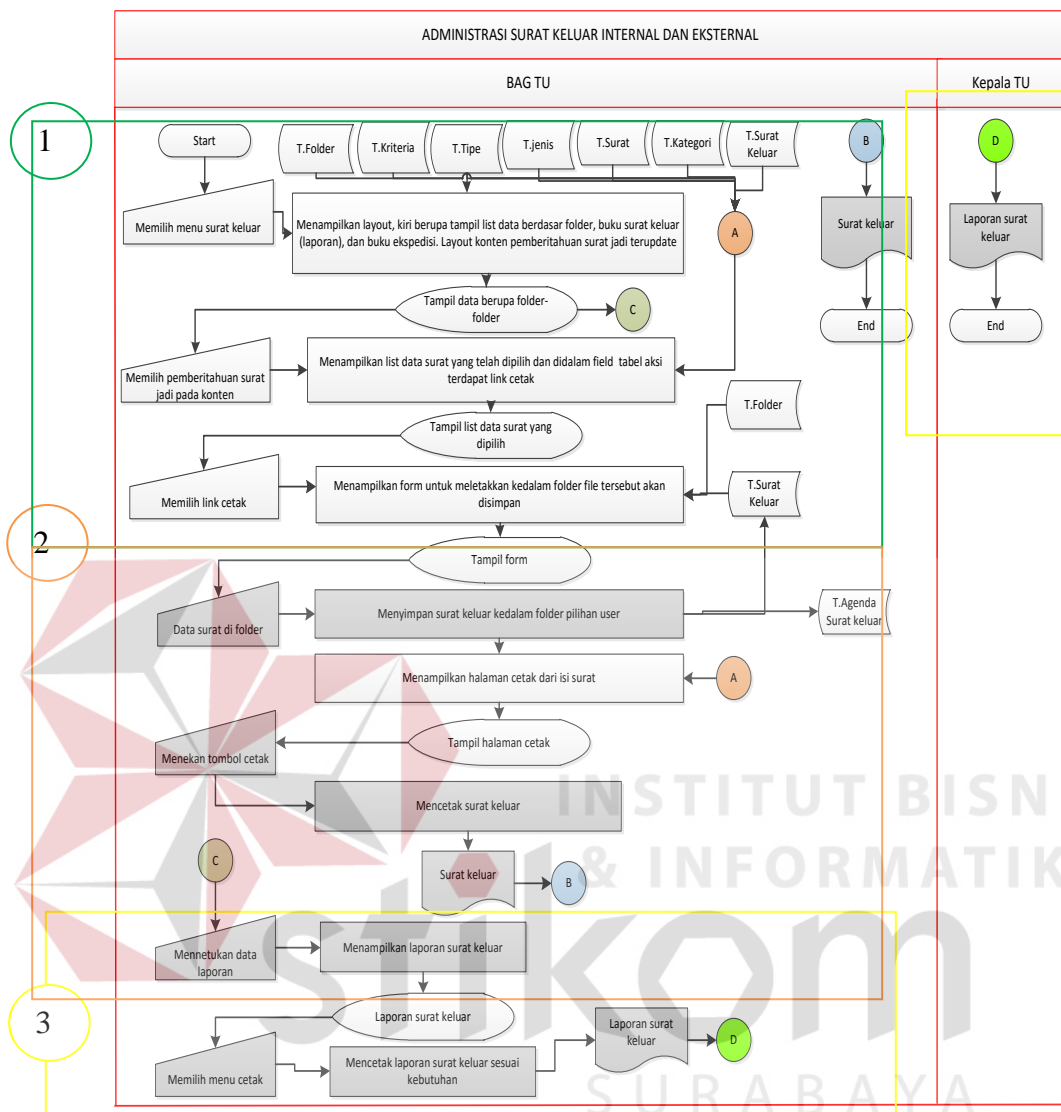 ADMINISTRASI SURAT KELUAR INTERNAL DAN EKSTERNAL
BAG TU
Kepala TU
1
Start
T.Folder
T.Kriteria
T.Tipe
T.jenis
T.Surat
T.Kategori
T.Surat
Keluar
B
D
Memilih menu surat keluar
Menampilkan layout, kiri berupa tampil list data berdasar folder, buku surat keluar
(laporan), dan buku ekspedisi. Layout konten pemberitahuan surat jadi terupdate
A
Surat keluar
Laporan surat
keluar
Tampil data berupa folder-
folder
C
End
End
Memilih pemberitahuan surat
jadi pada konten
Menampilkan list data surat yang telah dipilih dan didalam field tabel aksi
terdapat link cetak
T.Folder
Tampil list data surat yang
dipilih
Memilih link cetak
Menampilkan form untuk meletakkan kedalam folder file tersebut akan
disimpan
T.Surat
Keluar
2
Tampil form
Data surat di folder
Menyimpan surat keluar kedalam folder pilihan user
T.Agenda
Surat keluar
Menampilkan halaman cetak dari isi surat
A
Menekan tombol cetak
Tampil halaman cetak
Mencetak surat keluar
INSTITUT BISN
& INFORMATIK
C
Surat keluar
B
stikom
Mennetukan data
laporan
Menampilkan laporan surat keluar
3
Laporan surat keluar
Laporan surat
keluar
D
Memilih menu cetak
Mencetak laporan surat keluar sesuai
kebutuhan
SURABAYA